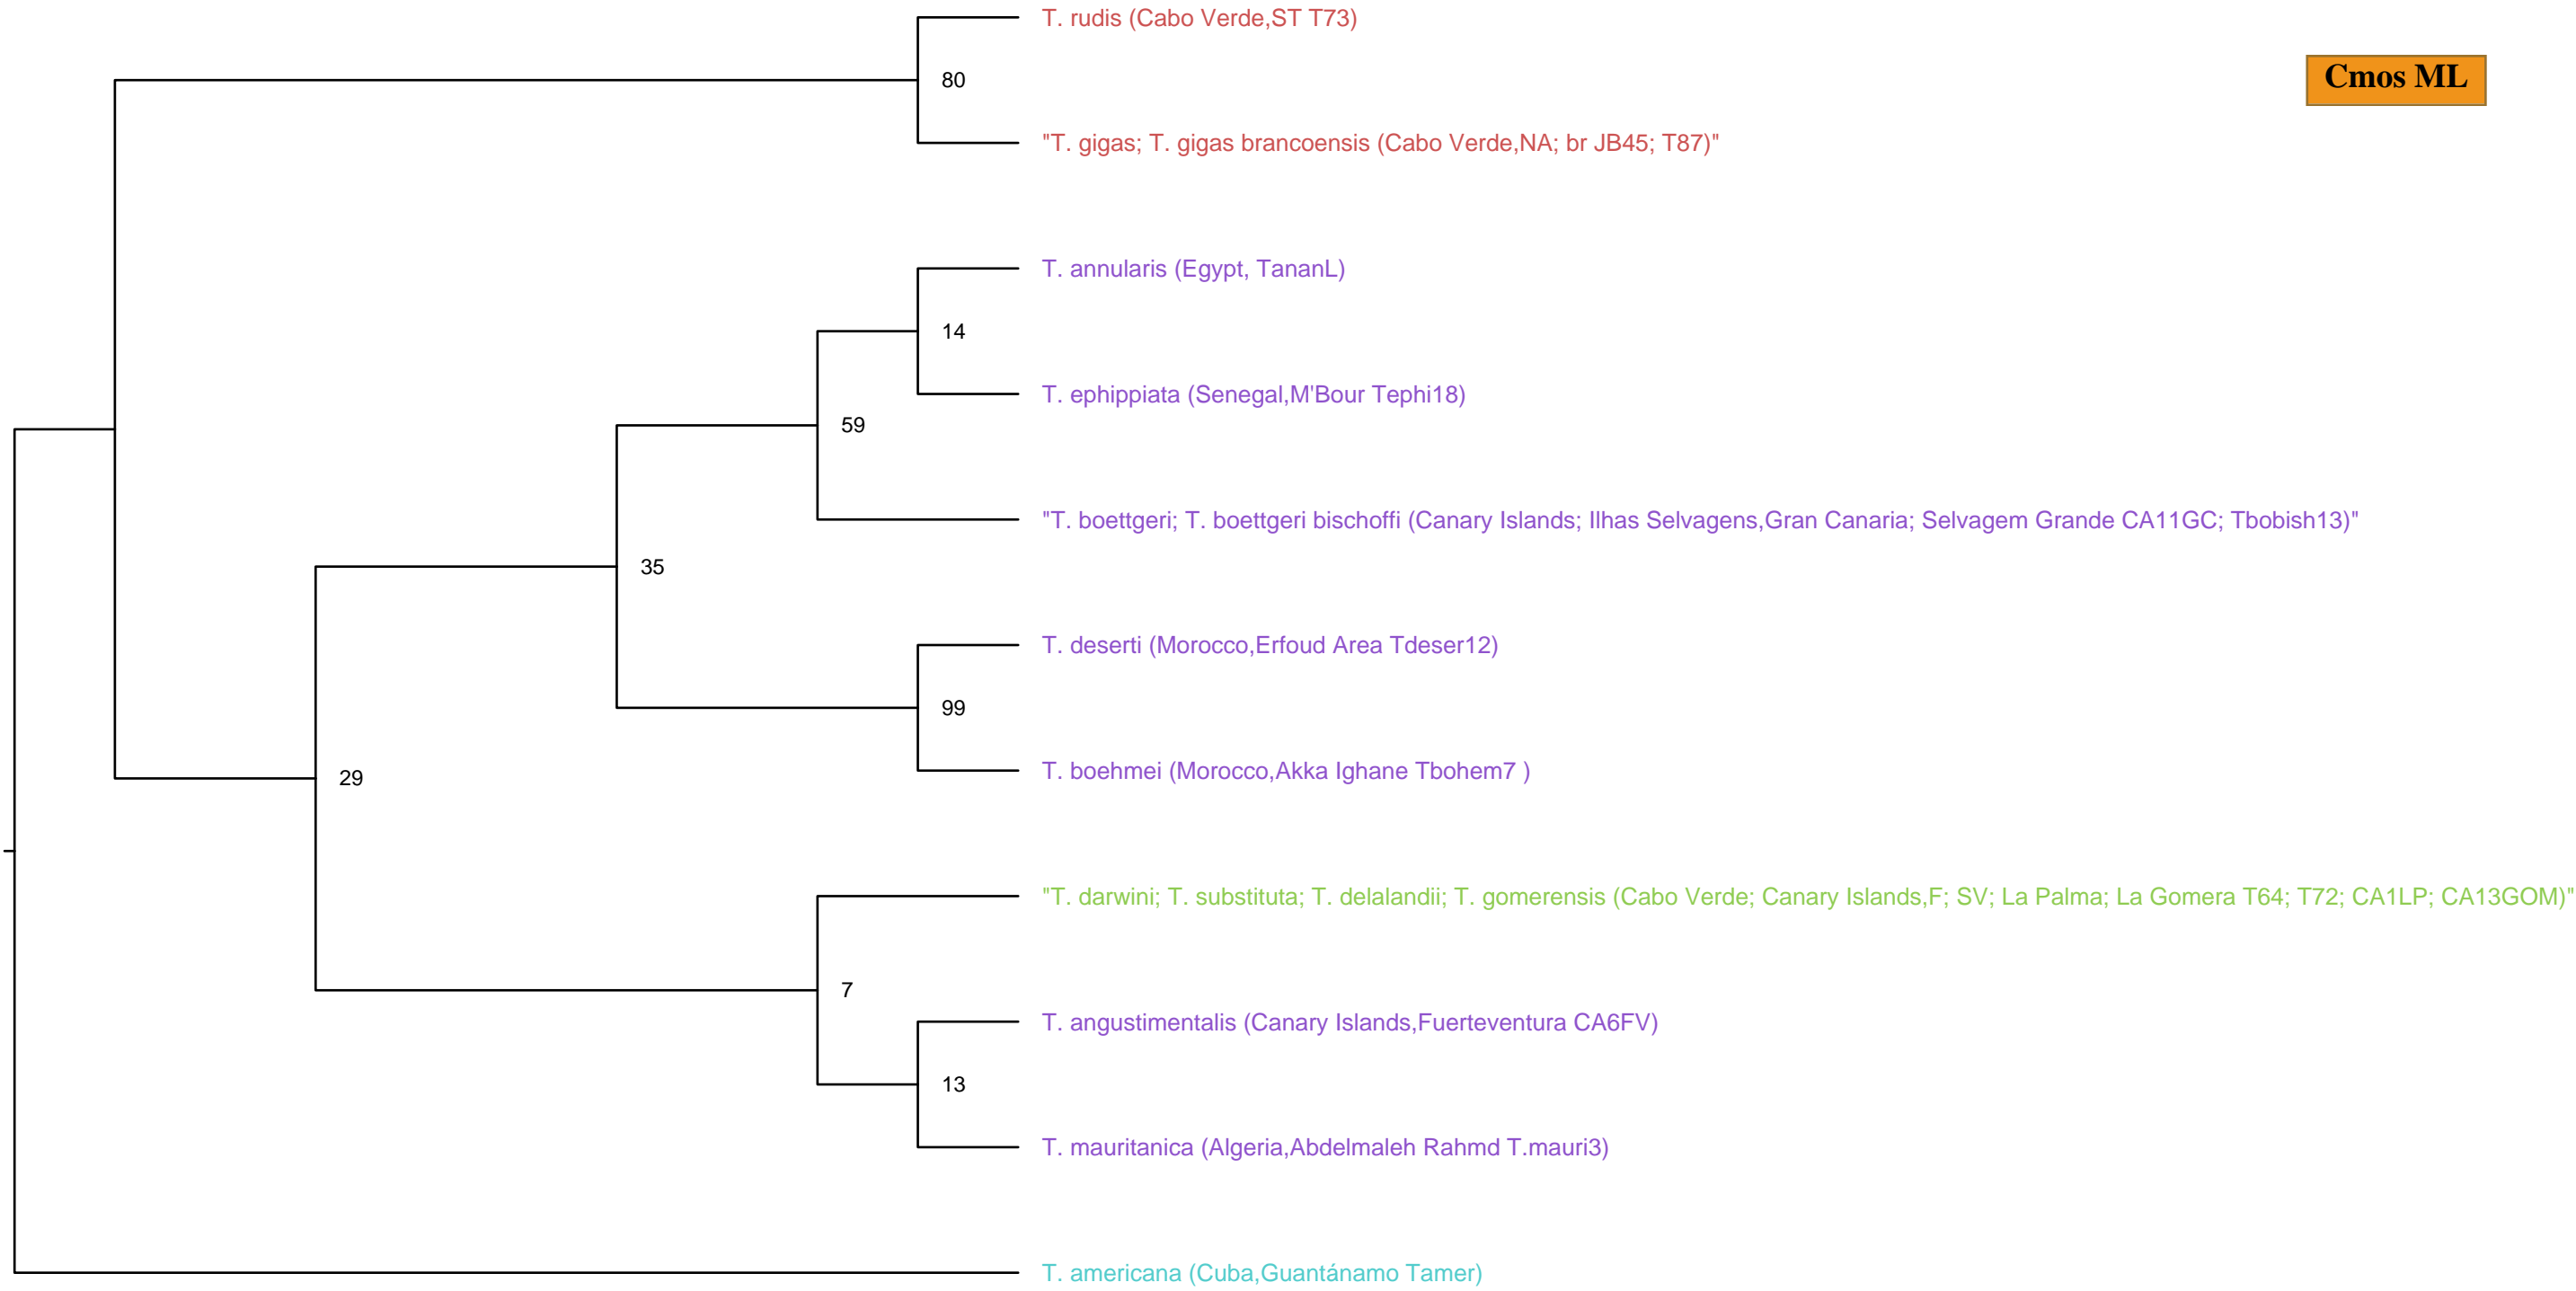 T. rudis (Cabo Verde,ST T73)
Cmos ML
80
"T. gigas; T. gigas brancoensis (Cabo Verde,NA; br JB45; T87)"
T. annularis (Egypt, TananL)
14
T. ephippiata (Senegal,M'Bour Tephi18)
59
"T. boettgeri; T. boettgeri bischoffi (Canary Islands; Ilhas Selvagens,Gran Canaria; Selvagem Grande CA11GC; Tbobish13)"
35
T. deserti (Morocco,Erfoud Area Tdeser12)
99
T. boehmei (Morocco,Akka Ighane Tbohem7 )
29
"T. darwini; T. substituta; T. delalandii; T. gomerensis (Cabo Verde; Canary Islands,F; SV; La Palma; La Gomera T64; T72; CA1LP; CA13GOM)"
7
T. angustimentalis (Canary Islands,Fuerteventura CA6FV)
13
T. mauritanica (Algeria,Abdelmaleh Rahmd T.mauri3)
T. americana (Cuba,Guantánamo Tamer)